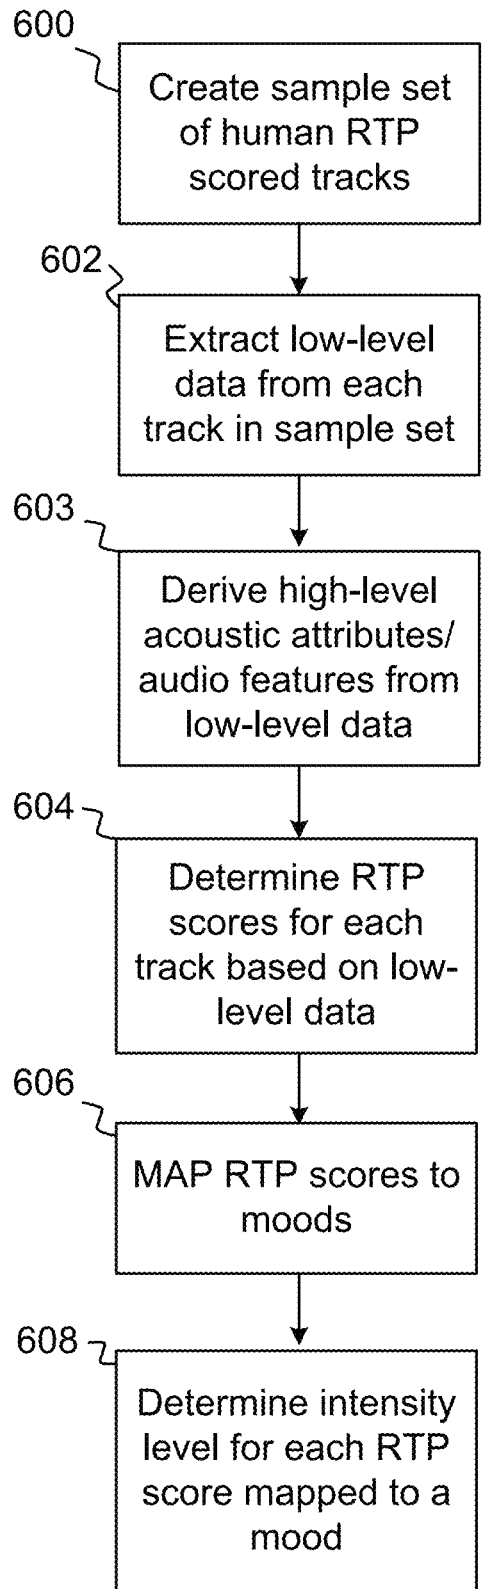 600
Create sample set
of human RTP
scored tracks
602
Extract low-level
data from each
track in sample set
603
Derive high-level
acoustic attributes/
audio features from
low-level data
604
Determine RTP
scores for each
track based on low-
level data
606
MAP RTP scores to
moods
608
Determine intensity
level for each RTP
score mapped to a
mood